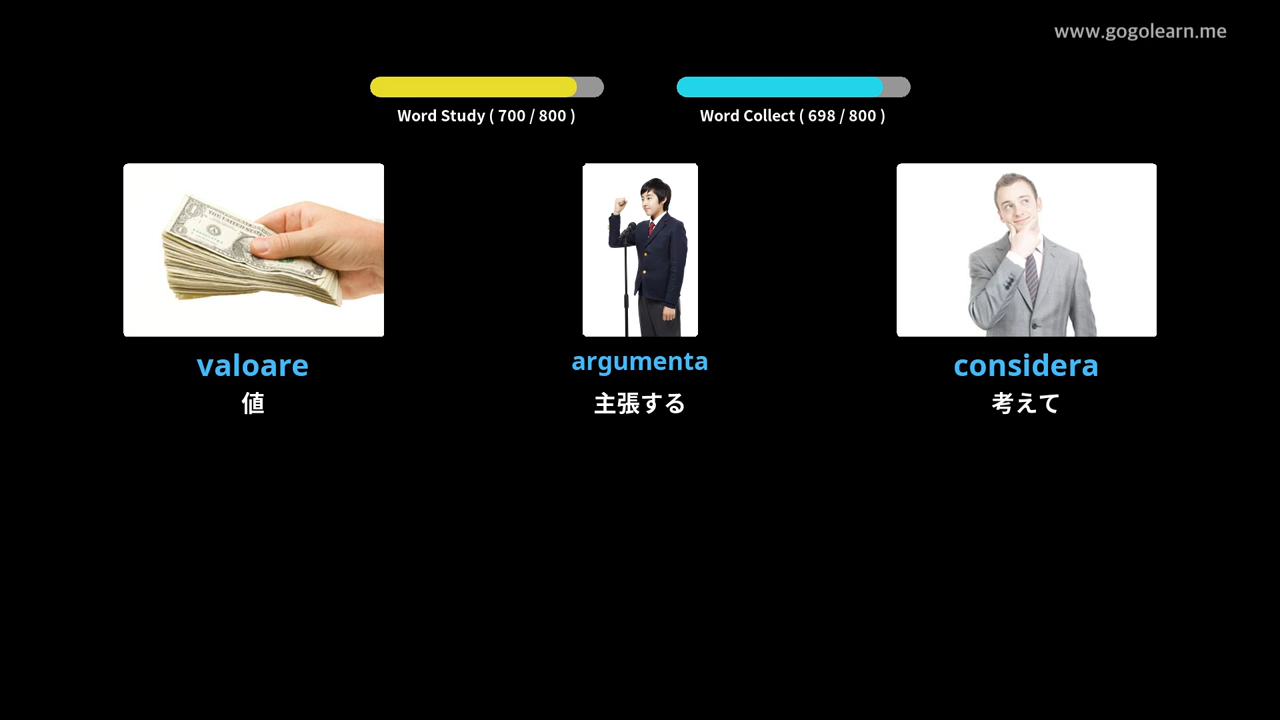 www.gogolearn.me
Word Study ( 700 / 800 )
Word Collect ( 698 / 800 )
valoare
値
argumenta
主張する
considera
考えて